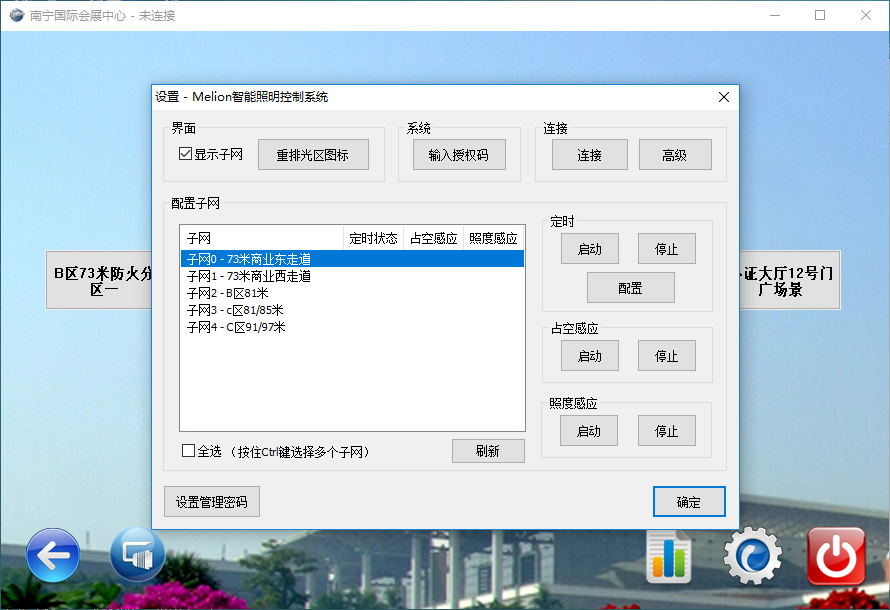 南宁国际会展中心 - 未连接
设置 - Melion智能照明控制系统
界面
显示子网
重排光区图标
系统
输入授权码
连接
连接
高级
配置子网
子网 定时状态 占空感应 照度感应
子网0 - 73米商业东走道
子网1 - 73米商业西走道
子网2 - B区81米
子网3 - c区81/85米
子网4 - C区91/97米
全选 （按住Ctrl键选择多个子网）
刷新
定时
启动
停止
配置
占空感应
启动
停止
照度感应
启动
停止
设置管理密码
确定
B区73米防火分
区一
证大厅12号门
广场景